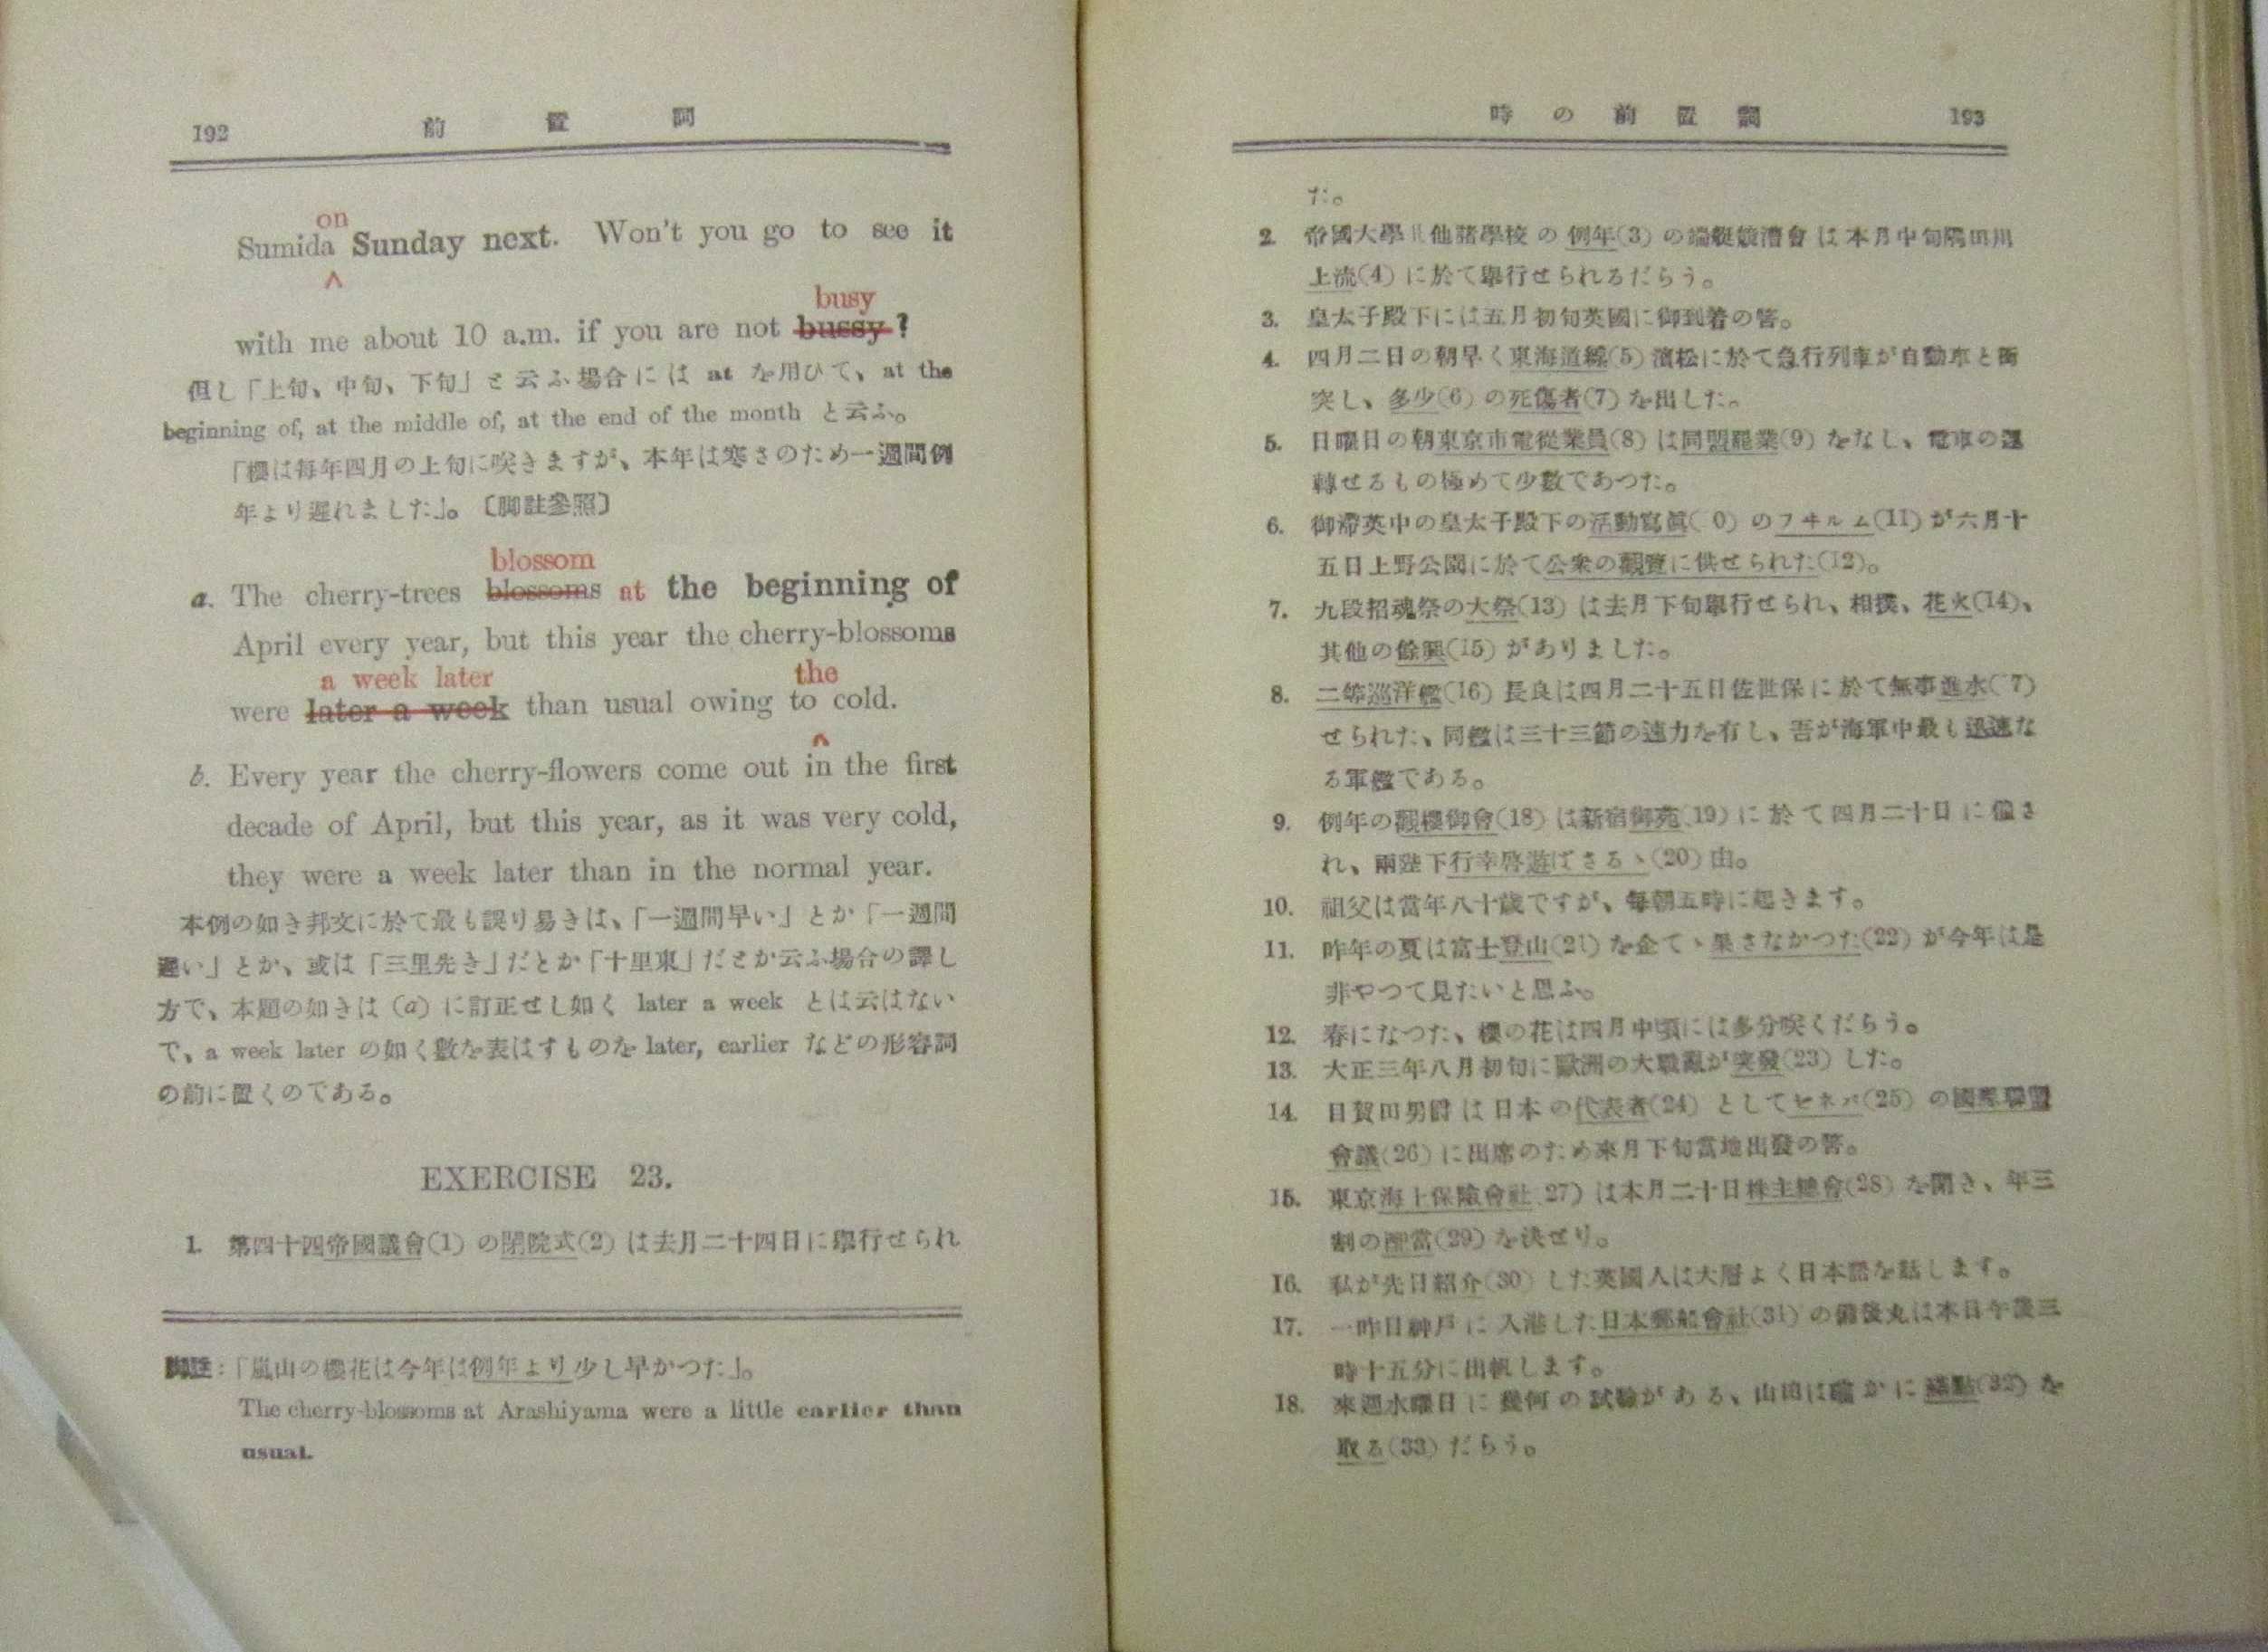 192 前置詞
on
Sumida Sunday next. Won't you go to see it
^
busy
with me about 10 a.m. if you are not bussy ?
但し「上旬、中旬、下旬」と云ふ場合には at を用ひて、at the
beginning of, at the middle of, at the end of the month と云ふ。
「櫻は毎年四月の上旬に咲きますが、本年は寒さのため一週間例
年より遲れました」。〔脚註參照〕
blossom
a. The cherry-trees blossoms at the beginning of
April every year, but this year the cherry-blossoms
a week later the
were later a week than usual owing to cold.
^
b. Every year the cherry-flowers come out in the first
decade of April, but this year, as it was very cold,
they were a week later than in the normal year.
本例の如き邦文に於て最も誤り易きは、「一週間早い」とか「一週間
遲い」とか、或は「三里先き」だとか「十里東」だとか云ふ場合の譯し
方で、本題の如きは (a) に訂正せし如く later a week とは云はない
で、a week later の如く數を表はすものを later, earlier などの形容詞
の前に置くのである。
EXERCISE 23.
1. 第四十四帝國議會(1) の閉院式(2) は去月二十四日に擧行せられ
脚註:「嵐山の櫻花は今年は例年より少し早かつた」。
The cherry-blossoms at Arashiyama were a little earlier than
usual.
時の前置詞 193
た。
2. 帝國大學其他諸學校の例年(3) の端艇競漕會は本月中旬隅田川
上流(4) に於て擧行せられるだらう。
3. 皇太子殿下には五月初旬英國に御到着の筈。
4. 四月二日の朝早く東海道線(5) 濱松に於て急行列車が自動車と衝
突し、多少(6) の死傷者(7) を出した。
5. 日曜日の朝東京市電從業員(8) は同盟罷業(9) をなし、電車の運
轉せるもの極めて少數であつた。
6. 御滯英中の皇太子殿下の活動寫眞( 0) のフヰルム(11) が六月十
五日上野公園に於て公衆の觀覽に供せられた(12)。
7. 九段招魂祭の大祭(13) は去月下旬擧行せられ、相撲、花火(14)、
其他の餘興(15) がありました。
8. 二等巡洋艦(16) 長良は四月二十五日佐世保に於て無事進水( 7)
せられた、同艦は三十三節の速力を有し、吾が海軍中最も迅速な
る軍艦である。
9. 例年の觀櫻御會(18) は新宿御苑(19) に於て四月二十日に催さ
れ、兩陛下行幸啓遊ばさるゝ(20) 由。
10. 祖父は當年八十歳ですが、毎朝五時に起きます。
11. 昨年の夏は富士登山(21) を企てゝ果さなかつた(22) が今年は是
非やつて見たいと思ふ。
12. 春になつた、櫻の花は四月中頃には多分咲くだらう。
13. 大正三年八月初旬に歐洲の大戰亂が突發(23) した。
14. 目賀田男爵は日本の代表者(24) としてゼネバ(25) の國際聯盟
會議(26) に出席のため來月下旬當地出發の筈。
15. 東京海上保險會社(27) は本月二十日株主總會(28) を開き、年三
割の配當(29) を決せり。
16. 私が先日紹介(30) した英國人は大層よく日本語を話します。
17. 一昨日神戸に入港した日本郵船會社(31) の備後丸は本日午後三
時十五分に出帆します。
18. 來週水曜日に幾何の試驗がある、山田は確かに滿點(32) を
取る(33) だらう。